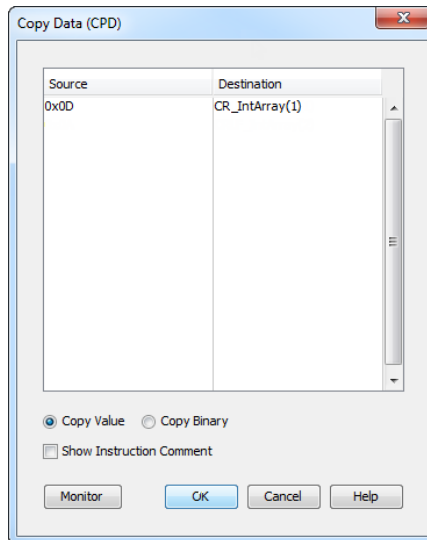 Copy Data (CPD)
Source Destination
0x0D CR_IntArray(1)
Copy Value Copy Binary
Show Instruction Comment
Monitor OK Cancel Help